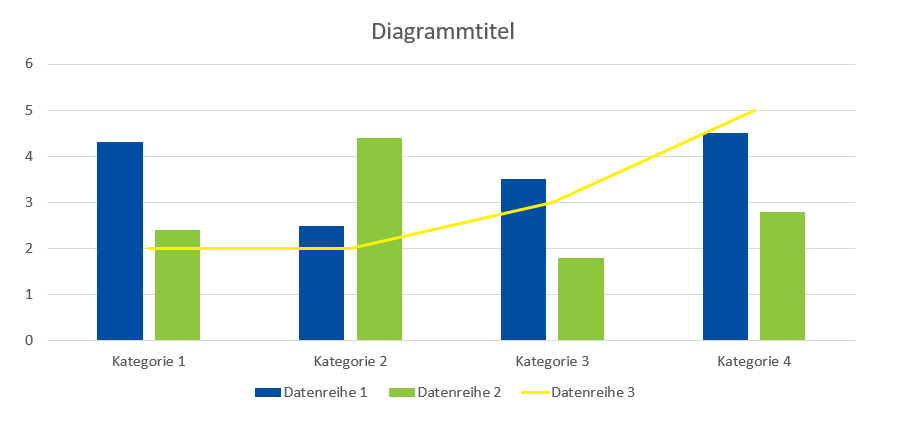 Diagrammtitel
6
5
4
3
2
1
0
Kategorie 1 Kategorie 2 Kategorie 3 Kategorie 4
Datenreihe 1 Datenreihe 2 Datenreihe 3